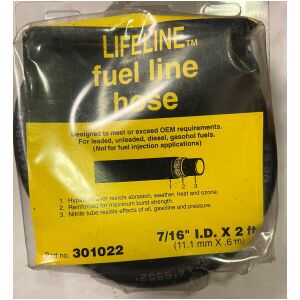 LIFELINE™
fuel line
hose
Designed to meet or exceed OEM requirements.
For leaded, unleaded, diesel, gasohol fuels.
(Not for fuel injection applications)
1 2 3
1. cover resists abrasion, weather, heat and ozone.
2. Reinforced for maximum burst strength.
3. Nitrile tube resists effects of oil, gasoline and pressure.
7/16" I.D. X 2 ft
(11.1 mm X .6 m)
Part no. 301022